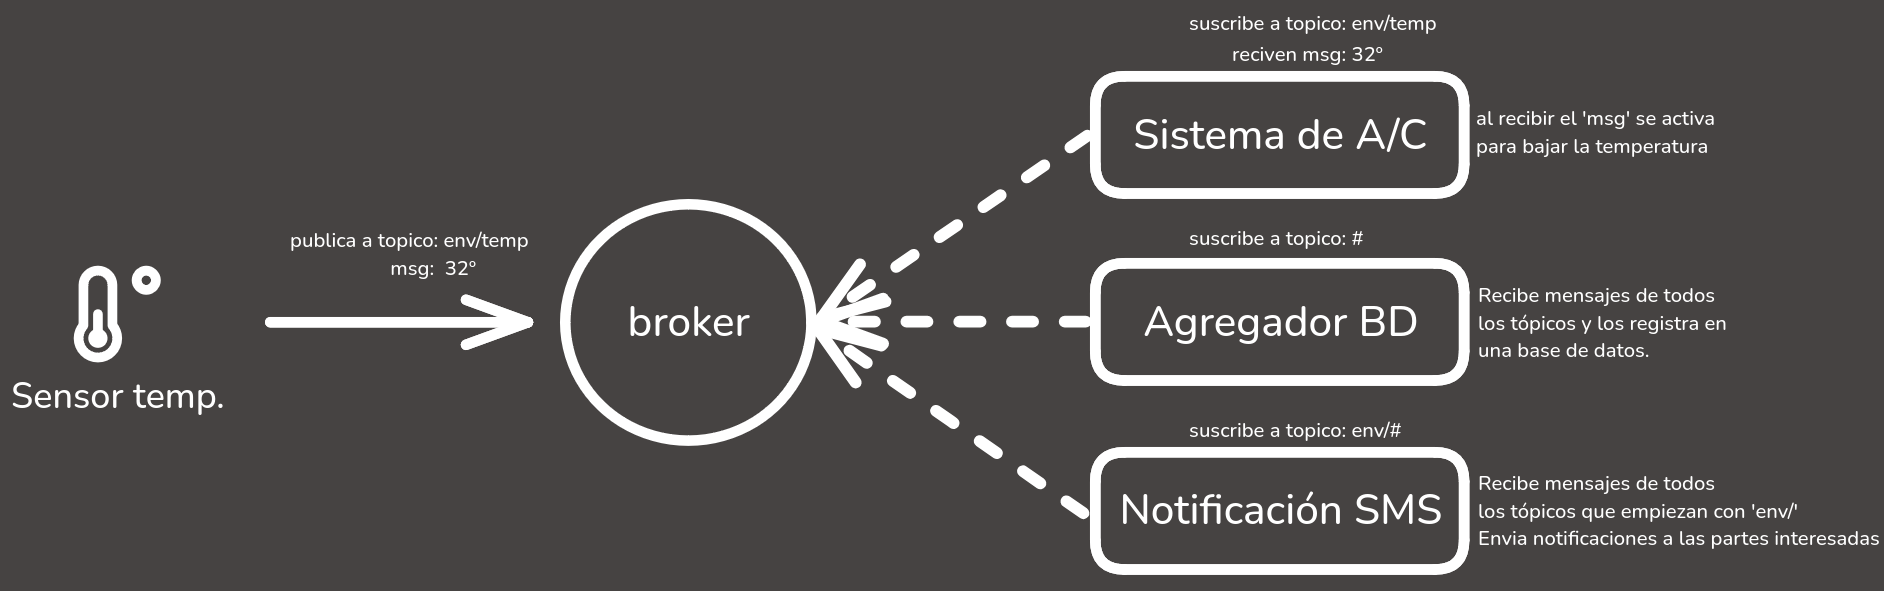 publica a topico: env/temp
msg: 32°
Sensor temp.
broker
suscribe a topico: env/temp
reciven msg: 32°
Sistema de A/C
al recibir el 'msg' se activa
para bajar la temperatura
suscribe a topico: #
Agregador BD
Recibe mensajes de todos
los tópicos y los registra en
una base de datos.
suscribe a topico: env/#
Notificación SMS
Recibe mensajes de todos
los tópicos que empiezan con 'env/'
Envia notificaciones a las partes interesadas